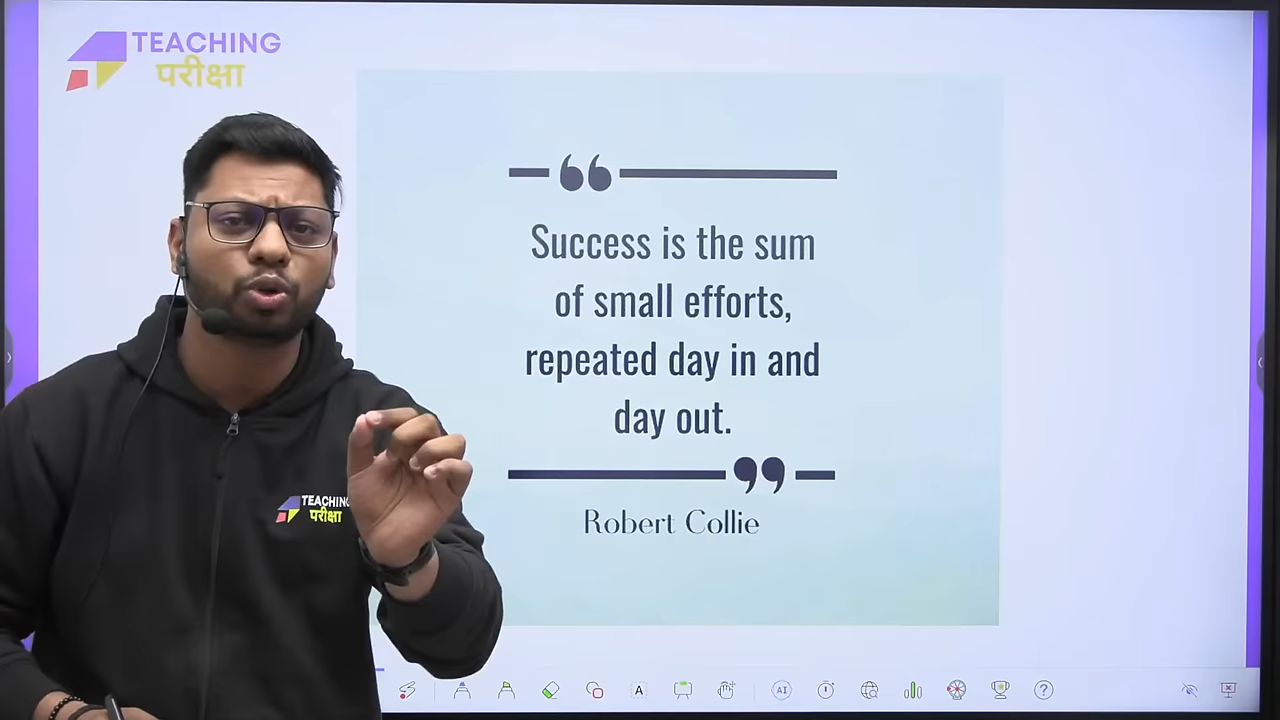 TEACHING
परीक्षा
Success is the sum
of small efforts,
repeated day in and
day out.
Robert Collie
TEACHING
परीक्षा
A
AI
?